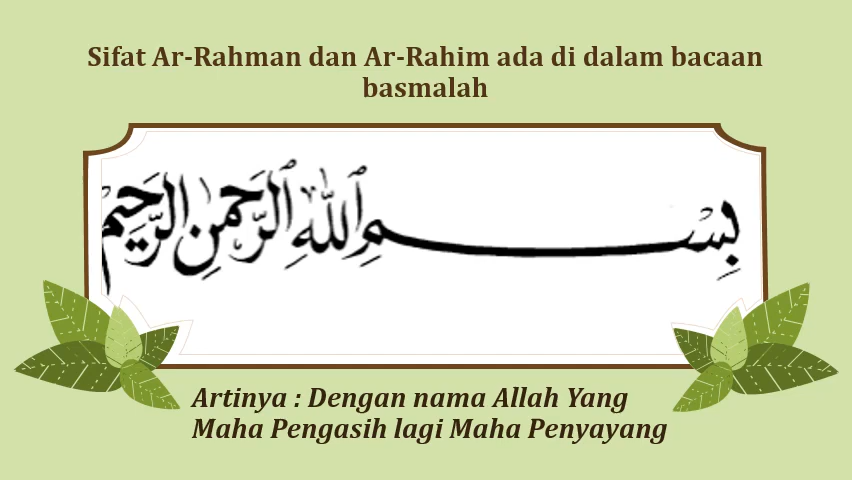 Sifat Ar-Rahman dan Ar-Rahim ada di dalam bacaan
basmalah
بِسْمِ اللهِ الرَّحْمٰنِ الرَّحِيْمِ
Artinya : Dengan nama Allah Yang
Maha Pengasih lagi Maha Penyayang